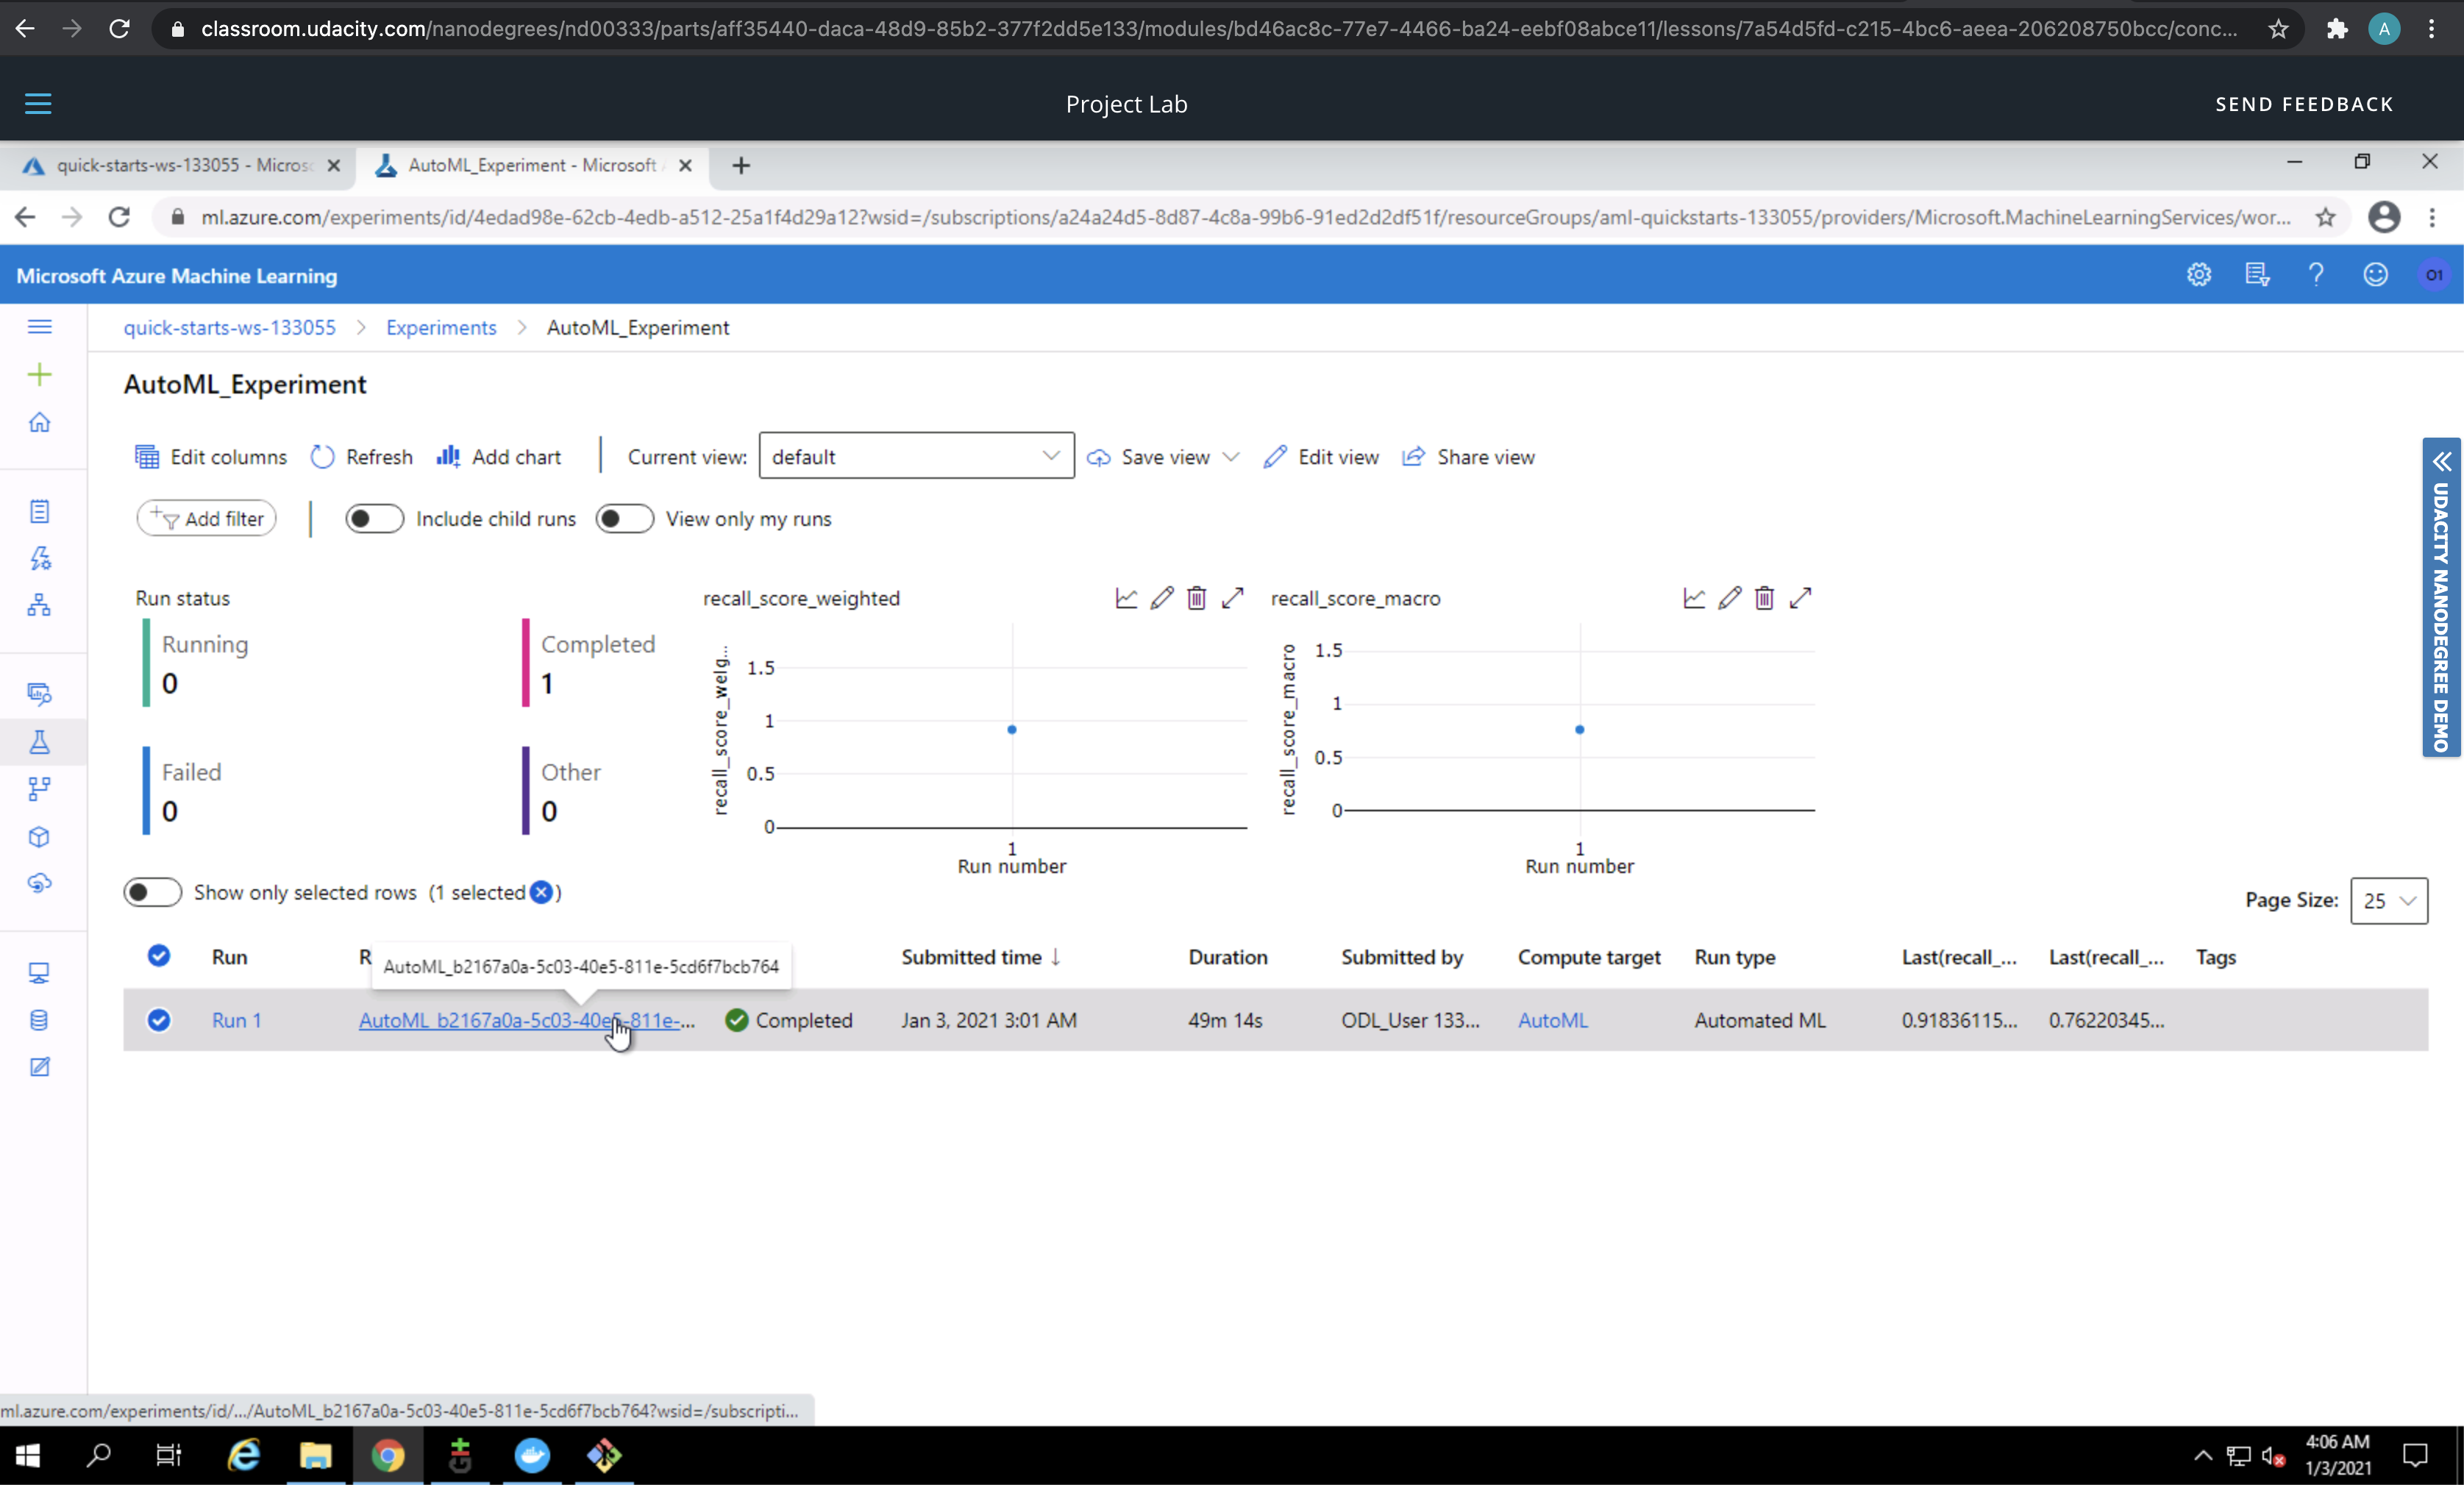 classroom.udacity.com/nanodegrees/nd00333/parts/aff35440-daca-48d9-85b2-377f2dd5e133/modules/bd46ac8c-77e7-4466-ba24-eebf08abce11/lessons/7a54d5fd-c215-4bc6-aeea-206208750bcc/conc...
A
Project Lab
SEND FEEDBACK
quick-starts-ws-133055 - Micros
AutoML_Experiment - Microsoft
ml.azure.com/experiments/id/4edad98e-62cb-4edb-a512-25a1f4d29a12?wsid=/subscriptions/a24a24d5-8d87-4c8a-99b6-91ed2d2df51f/resourceGroups/aml-quickstarts-133055/providers/Microsoft.MachineLearningServices/wor...
Microsoft Azure Machine Learning
O1
quick-starts-ws-133055 > Experiments > AutoML_Experiment
AutoML_Experiment
Edit columns Refresh Add chart Current view: default Save view Edit view Share view
Add filter Include child runs View only my runs
UDACITY NANODEGREE DEMO
Run status
Running
0
Completed
1
Failed
0
Other
0
recall_score_weighted
recall_score_weig...
1.5
1
0.5
0
1
Run number
recall_score_macro
recall_score_macro
1.5
1
0.5
0
1
Run number
Show only selected rows (1 selected )
Page Size: 25
Run R Submitted time ↓ Duration Submitted by Compute target Run type Last(recall_... Last(recall_... Tags
AutoML_b2167a0a-5c03-40e5-811e-5cd6f7bcb764
Run 1 AutoML_b2167a0a-5c03-40e5-811e-... Completed Jan 3, 2021 3:01 AM 49m 14s ODL_User 133... AutoML Automated ML 0.91836115... 0.76220345...
ml.azure.com/experiments/id/.../AutoML_b2167a0a-5c03-40e5-811e-5cd6f7bcb764?wsid=/subscripti...
4:06 AM
1/3/2021